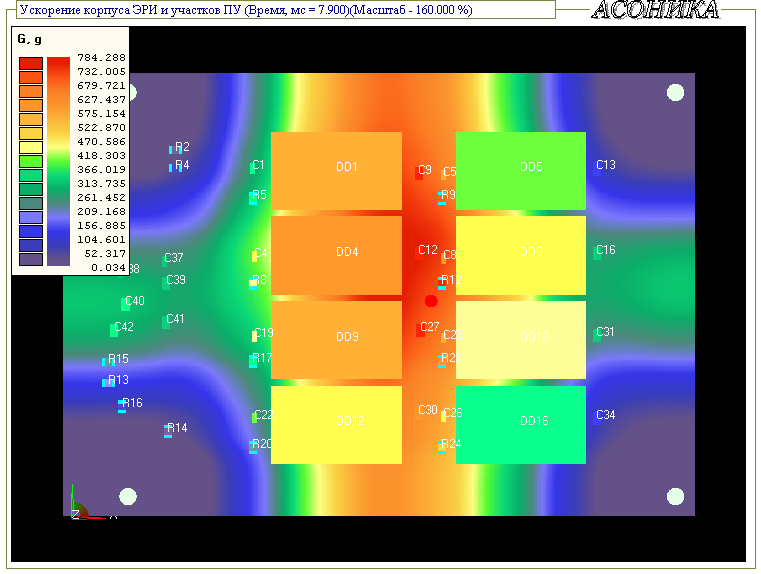 Ускорение корпуса ЭРИ и участков ПУ (Время, мс = 7.900)(Масштаб - 160.000 %)
АСОНИКА
G, g
784.288
732.005
679.721
627.437
575.154
522.870
470.586
418.303
366.019
313.735
261.452
209.168
156.885
104.601
52.317
0.034
R2
R4
C1
DD1
C9
C5
DD5
C13
R5
R9
C37
C4
DD4
C12
C8
C16
38
C39
R8
R12
C40
C42
C41
C19
DD9
C27
C31
R15
R17
R21
R13
R16
C22
DD12
C30
C26
DD16
C34
R14
R20
R24
Z